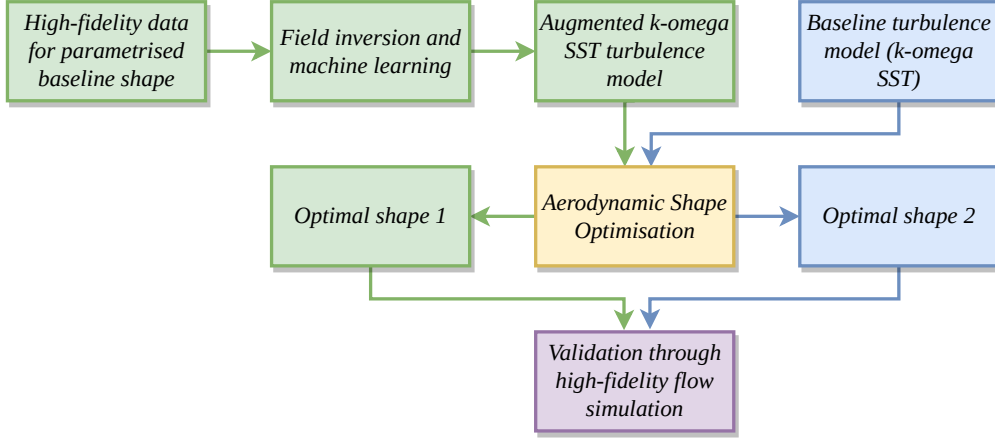 High-fidelity data
for parametrised
baseline shape
Field inversion and
machine learning
Augmented k-omega
SST turbulence
model
Baseline turbulence
model (k-omega
SST)
Optimal shape 1
Aerodynamic Shape
Optimisation
Optimal shape 2
Validation through
high-fidelity flow
simulation